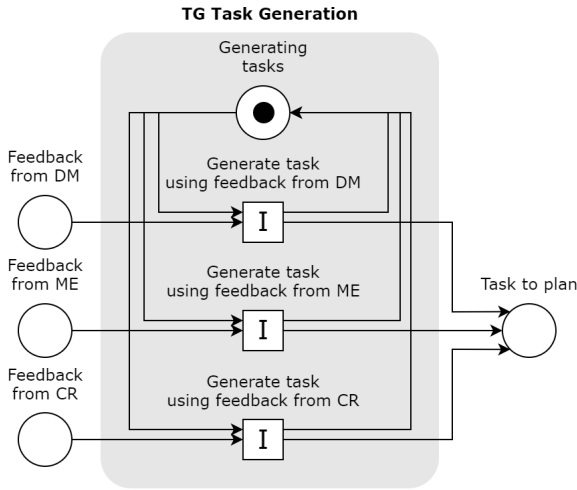 TG Task Generation
Generating
tasks
Feedback
from DM
Generate task
using feedback from DM
I
Feedback
from ME
Generate task
using feedback from ME
I
Task to plan
Feedback
from CR
Generate task
using feedback from CR
I